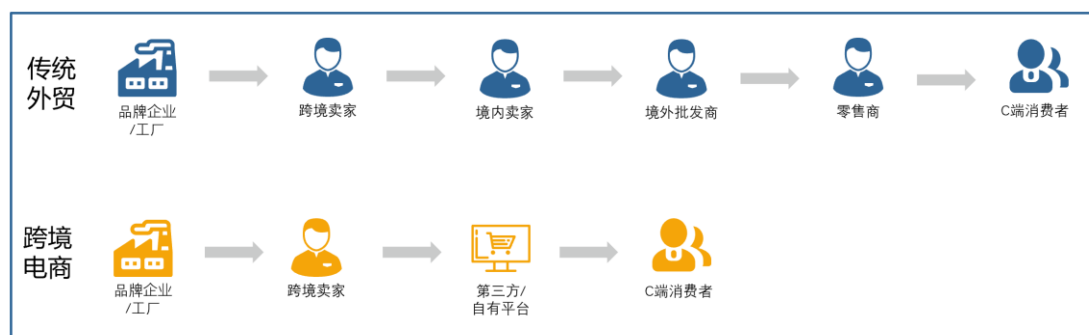 传统
外贸
品牌企业
/工厂
跨境卖家
境内卖家
境外批发商
零售商
C端消费者
跨境
电商
品牌企业
/工厂
跨境卖家
第三方/
自有平台
C端消费者